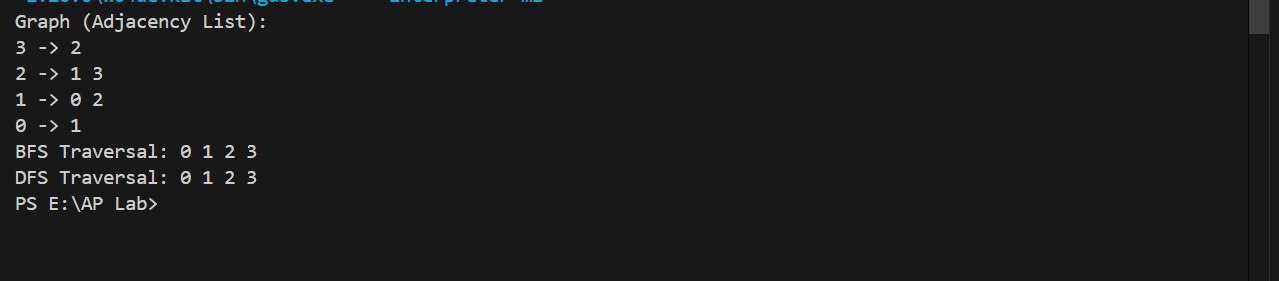 Graph (Adjacency List):
3 -> 2
2 -> 1 3
1 -> 0 2
0 -> 1
BFS Traversal: 0 1 2 3
DFS Traversal: 0 1 2 3
PS E:\AP Lab>